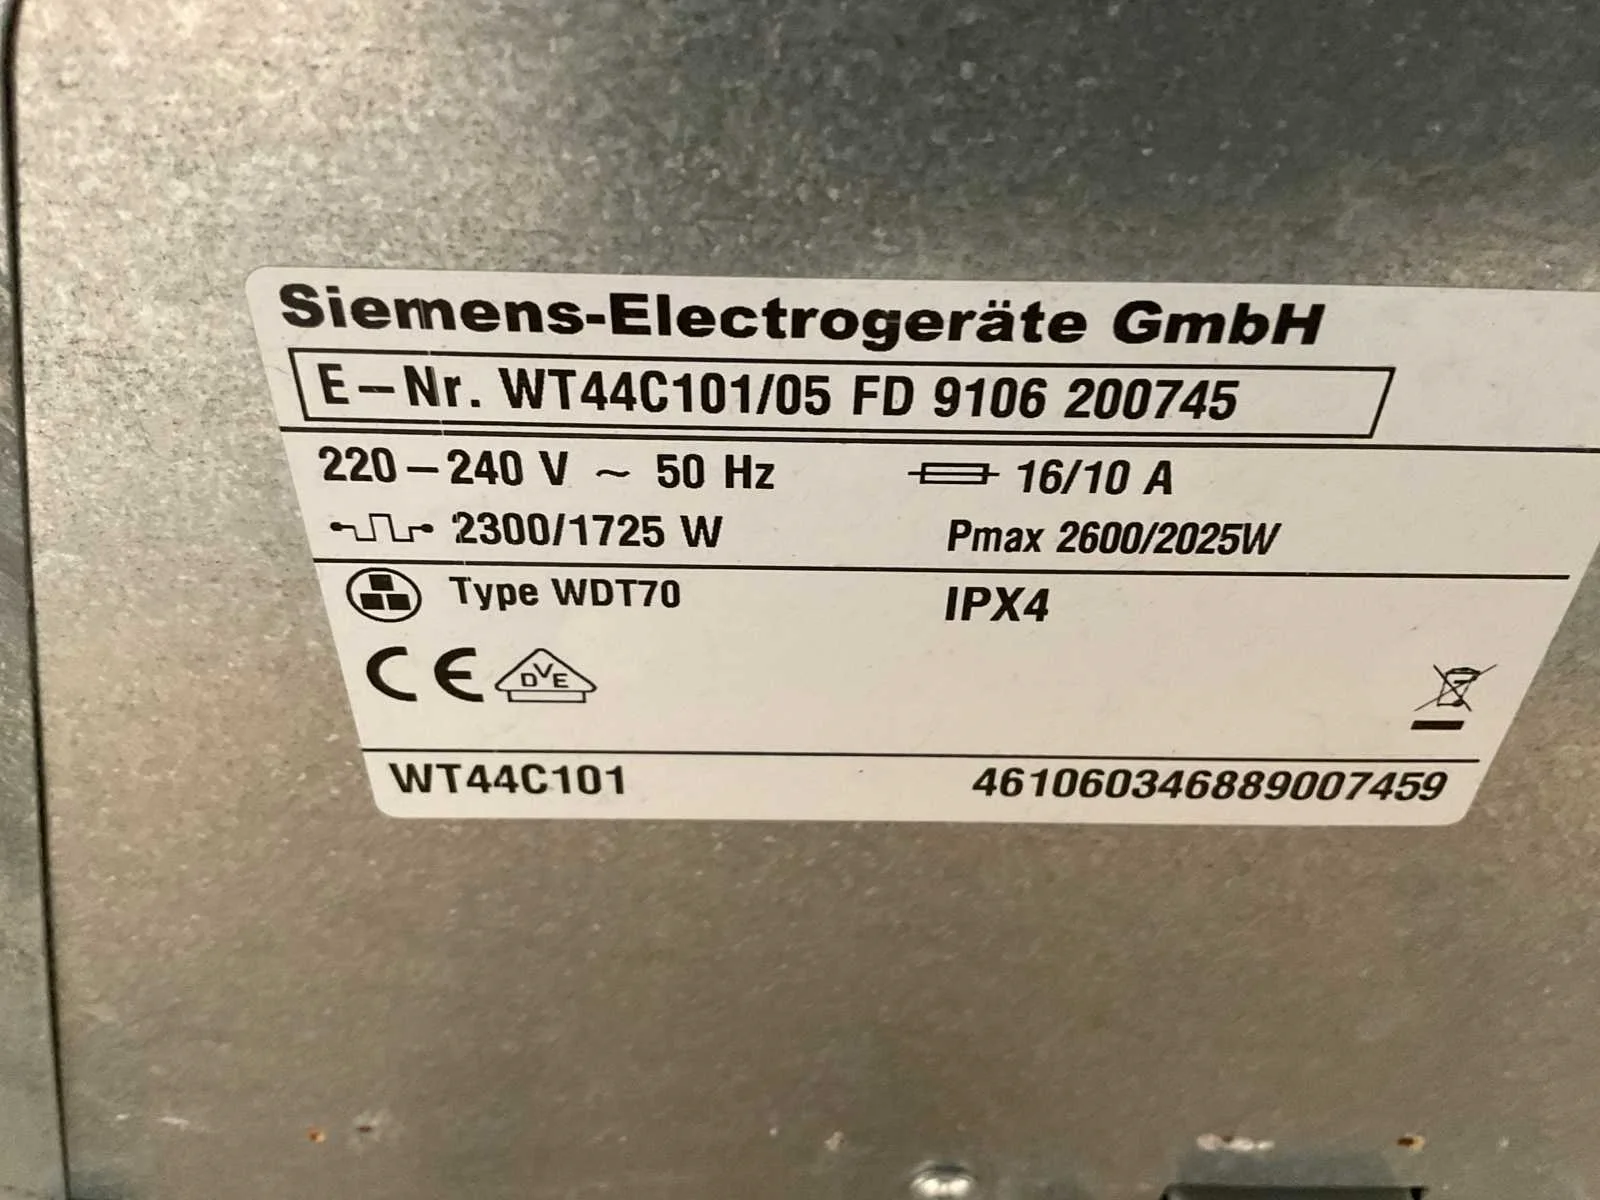 Siemens-Electrogeräte GmbH
E-Nr. WT44C101/05 FD 9106 200745
220-240 V ~ 50 Hz 16/10 A
2300/1725 W Pmax 2600/2025W
Type WDT70 IPX4
CE DVE
WT44C101 461060346889007459